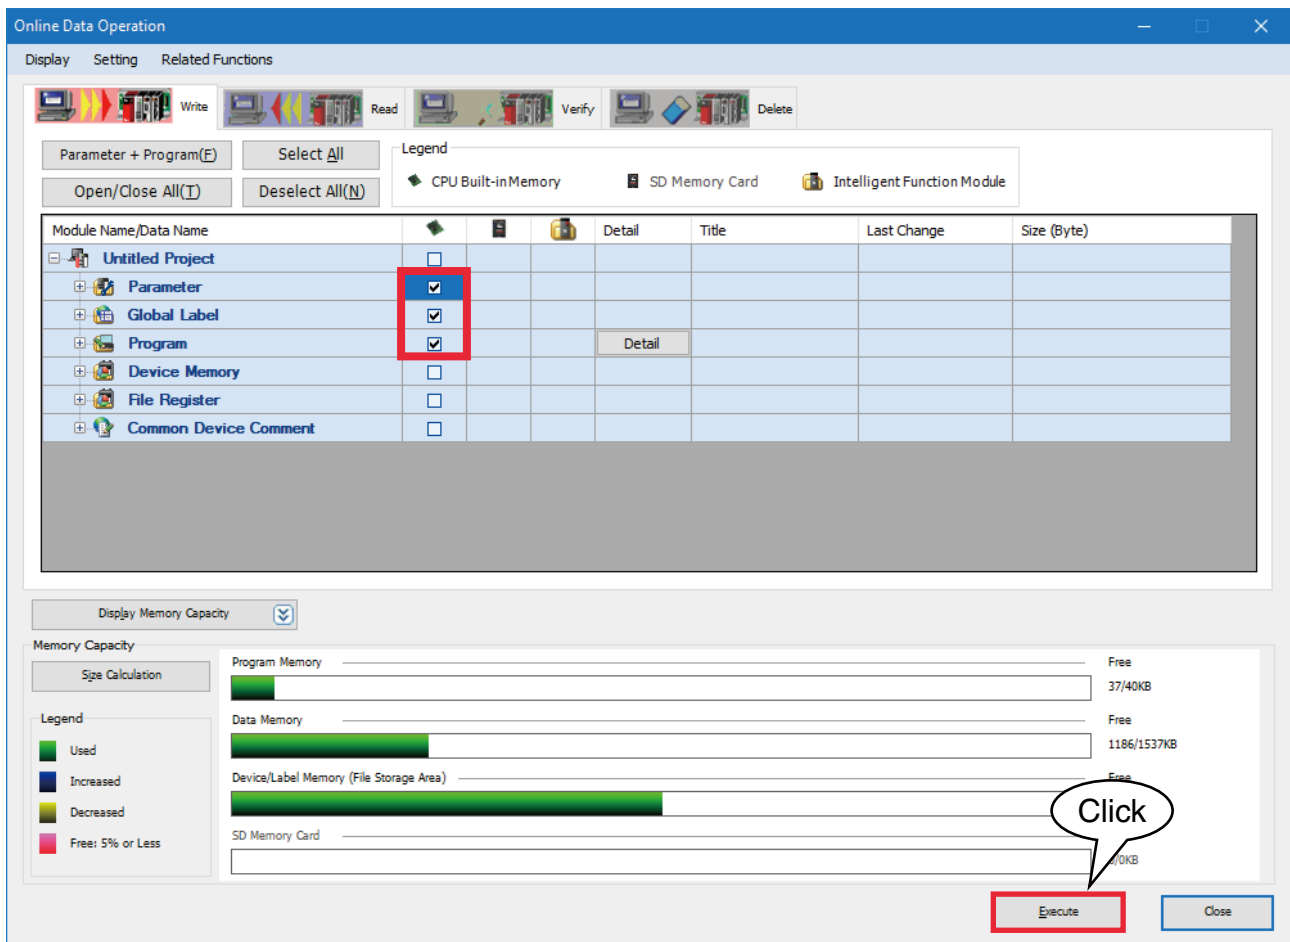 Online Data Operation
Display Setting Related Functions
Write Read Verify Delete
Parameter + Program(F) Select All
Open/Close All(T) Deselect All(N)
Legend
CPU Built-in Memory SD Memory Card Intelligent Function Module
Module Name/Data Name Detail Title Last Change Size (Byte)
Untitled Project
Parameter
Global Label
Program Detail
Device Memory
File Register
Common Device Comment
Display Memory Capacity
Memory Capacity
Size Calculation
Legend
Used
Increased
Decreased
Free: 5% or Less
Program Memory Free
37/40KB
Data Memory Free
1186/1537KB
Device/Label Memory (File Storage Area) Free
SD Memory Card
/0KB
Click
Execute Close